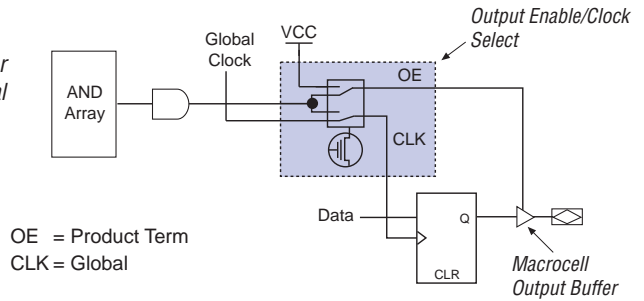 Output Enable/Clock
Select
VCC
Global
Clock
r
al
AND
Array
OE
CLK
Data
Q
CLR
OE = Product Term
CLK = Global
Macrocell
Output Buffer